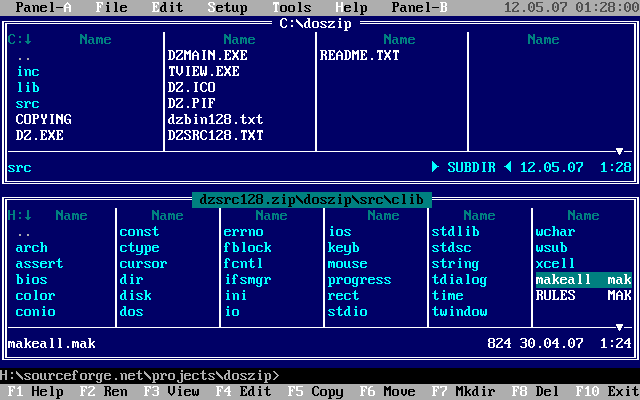 Panel-A File Edit Setup Tools Help Panel-B 12.05.07 01:28:00
C:\doszip
C:↓ Name Name Name Name
.. DZMAIN.EXE README.TXT
inc TVIEW.EXE
lib DZ.ICO
src DZ.PIF
COPYING dzbin128.txt
DZ.EXE DZSRC128.TXT
src ► SUBDIR ◄ 12.05.07 1:28
dzsrc128.zip\doszip\src\clib
H:↓ Name Name Name Name Name Name
.. const errno ios stdlib wchar
arch ctype fblock keyb stdsc wsub
assert cursor fcntl mouse string xcell
bios dir ifsmgr progress tdialog makeall mak
color disk ini rect time RULES MAK
conio dos io stdio twindow
makeall.mak 824 30.04.07 1:24
H:\sourceforge.net\projects\doszip>
F1 Help F2 Ren F3 View F4 Edit F5 Copy F6 Move F7 Mkdir F8 Del F10 Exit